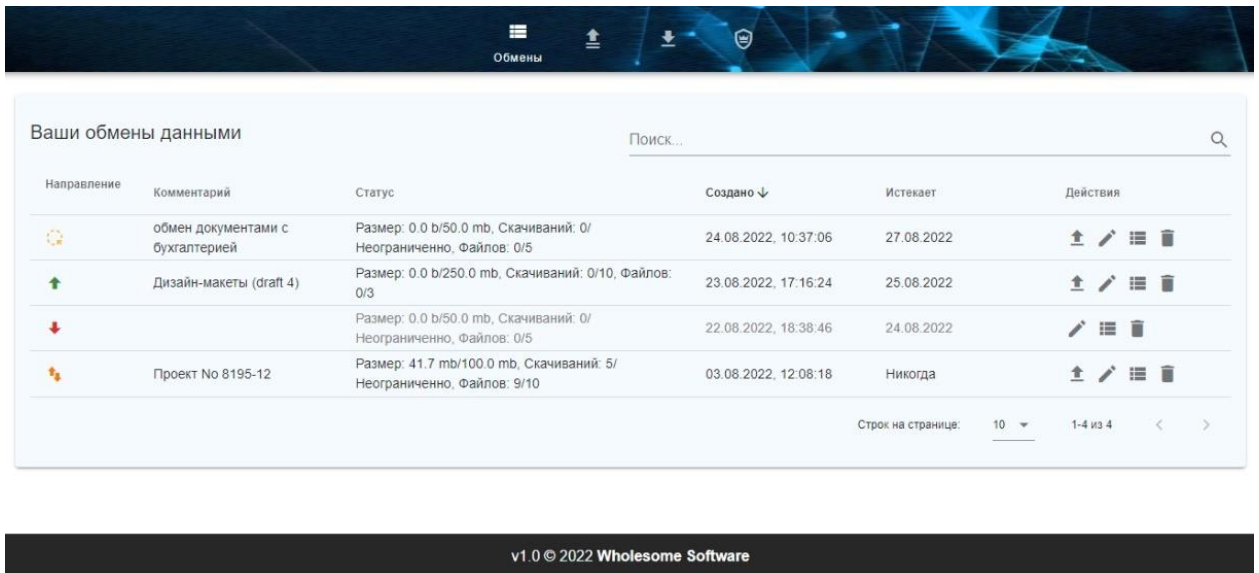 Обмены
Ваши обмены данными
Поиск...
Направление Комментарий Статус Создано Истекает Действия
обмен документами с
бухгалтерией
Размер: 0.0 b/50.0 mb, Скачиваний: 0/
Неограниченно, Файлов: 0/5
24.08.2022, 10:37:06 27.08.2022
Дизайн-макеты (draft 4)
Размер: 0.0 b/250.0 mb, Скачиваний: 0/10, Файлов:
0/3
23.08.2022, 17:16:24 25.08.2022
Размер: 0.0 b/50.0 mb, Скачиваний: 0/
Неограниченно, Файлов: 0/5
22.08.2022, 18:38:46 24.08.2022
Проект No 8195-12
Размер: 41.7 mb/100.0 mb, Скачиваний: 5/
Неограниченно, Файлов: 9/10
03.08.2022, 12:08:18 Никогда
Строк на странице: 10 1-4 из 4
v1.0 © 2022 Wholesome Software